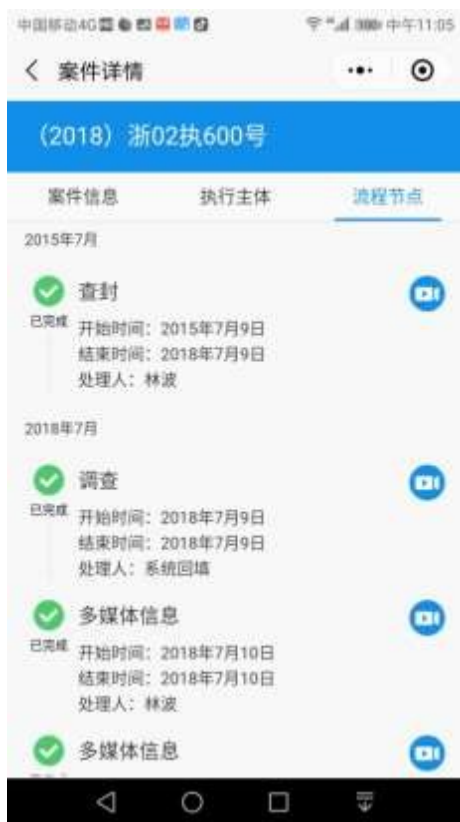 中国移动4G 中午11:05
案件详情
（2018）浙02执600号
案件信息 执行主体 流程节点
2015年7月
查封
已完成
开始时间：2015年7月9日
结束时间：2018年7月9日
处理人：林波
2018年7月
调查
已完成
开始时间：2018年7月9日
结束时间：2018年7月9日
处理人：系统回填
多媒体信息
已完成
开始时间：2018年7月10日
结束时间：2018年7月10日
处理人：林波
多媒体信息